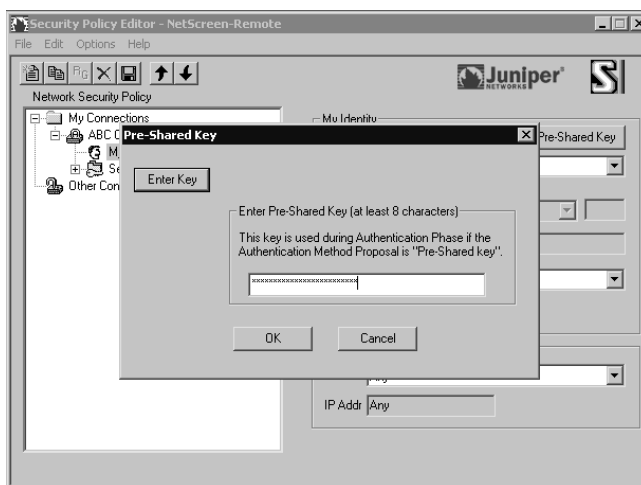 Security Policy Editor - NetScreen-Remote
File Edit Options Help
Juniper
NETWORKS
Network Security Policy
My Connections
ABC
Other Con
My Identity
Pre-Shared Key
Pre-Shared Key
Enter Key
Enter Pre-Shared Key (at least 8 characters)
This key is used during Authentication Phase if the
Authentication Method Proposal is "Pre-Shared key".
OK Cancel
Any
IP Addr Any